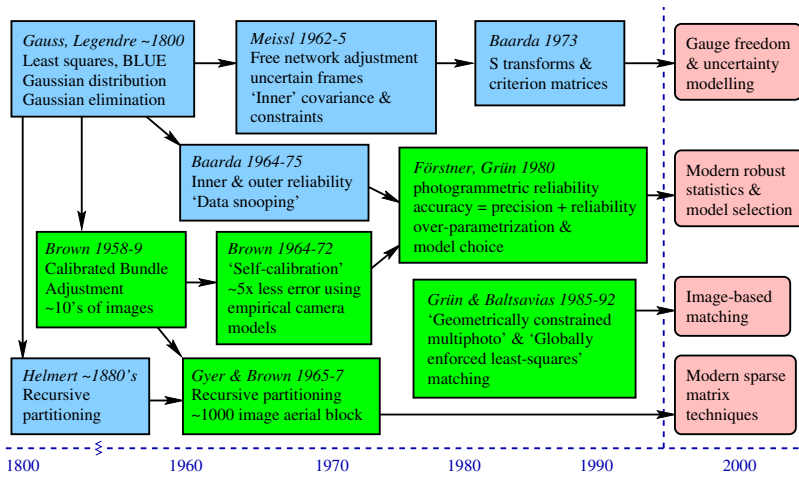 Gauss, Legendre ~1800
Least squares, BLUE
Gaussian distribution
Gaussian elimination
Meissl 1962-5
Free network adjustment
uncertain frames
‘Inner’ covariance &
constraints
Baarda 1973
S transforms &
criterion matrices
Gauge freedom
& uncertainty
modelling
Baarda 1964-75
Inner & outer reliability
‘Data snooping’
Förstner, Grün 1980
photogrammetric reliability
accuracy = precision + reliability
over-parametrization &
model choice
Modern robust
statistics &
model selection
Brown 1958-9
Calibrated Bundle
Adjustment
~10's of images
Brown 1964-72
‘Self-calibration’
~5x less error using
empirical camera
models
Grün & Baltsavias 1985-92
‘Geometrically constrained
multiphoto’ & ‘Globally
enforced least-squares’
matching
Image-based
matching
Helmert ~1880's
Recursive
partitioning
Gyer & Brown 1965-7
Recursive partitioning
~1000 image aerial block
Modern sparse
matrix
techniques
1800
1960
1970
1980
1990
2000